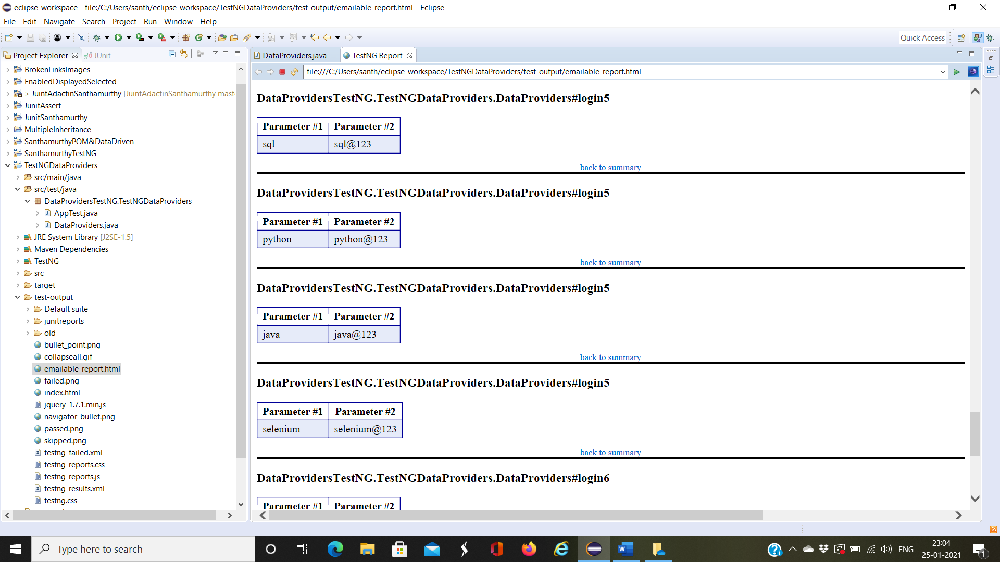 eclipse-workspace - file:/C:/Users/santh/eclipse-workspace/TestNGDataProviders/test-output/emailable-report.html - Eclipse
File Edit Navigate Search Project Run Window Help
Quick Access
Project Explorer JUnit
BrokenLinksImages
EnabledDisplayedSelected
> JuintAdactinSanthamurthy [JuintAdactinSanthamurthy maste
JunitAssert
JunitSanthamurthy
MultipleInheritance
SanthamurthyPOM&DataDriven
SanthamurthyTestNG
TestNGDataProviders
src/main/java
src/test/java
DataProvidersTestNG.TestNGDataProviders
AppTest.java
DataProviders.java
JRE System Library [J2SE-1.5]
Maven Dependencies
TestNG
src
target
test-output
Default suite
junitreports
old
bullet_point.png
collapseall.gif
emailable-report.html
failed.png
index.html
jquery-1.7.1.min.js
navigator-bullet.png
passed.png
skipped.png
testng-failed.xml
testng-reports.css
testng-reports.js
testng-results.xml
testng.css
DataProviders.java TestNG Report
file:///C:/Users/santh/eclipse-workspace/TestNGDataProviders/test-output/emailable-report.html
DataProvidersTestNG.TestNGDataProviders.DataProviders#login5
Parameter #1 Parameter #2
sql sql@123
back to summary
DataProvidersTestNG.TestNGDataProviders.DataProviders#login5
Parameter #1 Parameter #2
python python@123
back to summary
DataProvidersTestNG.TestNGDataProviders.DataProviders#login5
Parameter #1 Parameter #2
java java@123
back to summary
DataProvidersTestNG.TestNGDataProviders.DataProviders#login5
Parameter #1 Parameter #2
selenium selenium@123
back to summary
DataProvidersTestNG.TestNGDataProviders.DataProviders#login6
Parameter #1 Parameter #2
Type here to search
ENG
23:04
25-01-2021
1